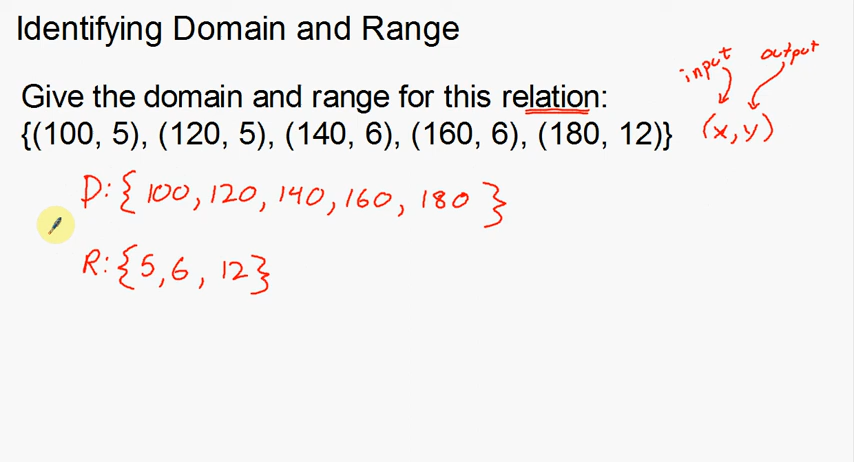 Identifying Domain and Range
input output
Give the domain and range for this relation:
{(100, 5), (120, 5), (140, 6), (160, 6), (180, 12)} (x, y)
D: {100, 120, 140, 160, 180}
R: {5, 6, 12}